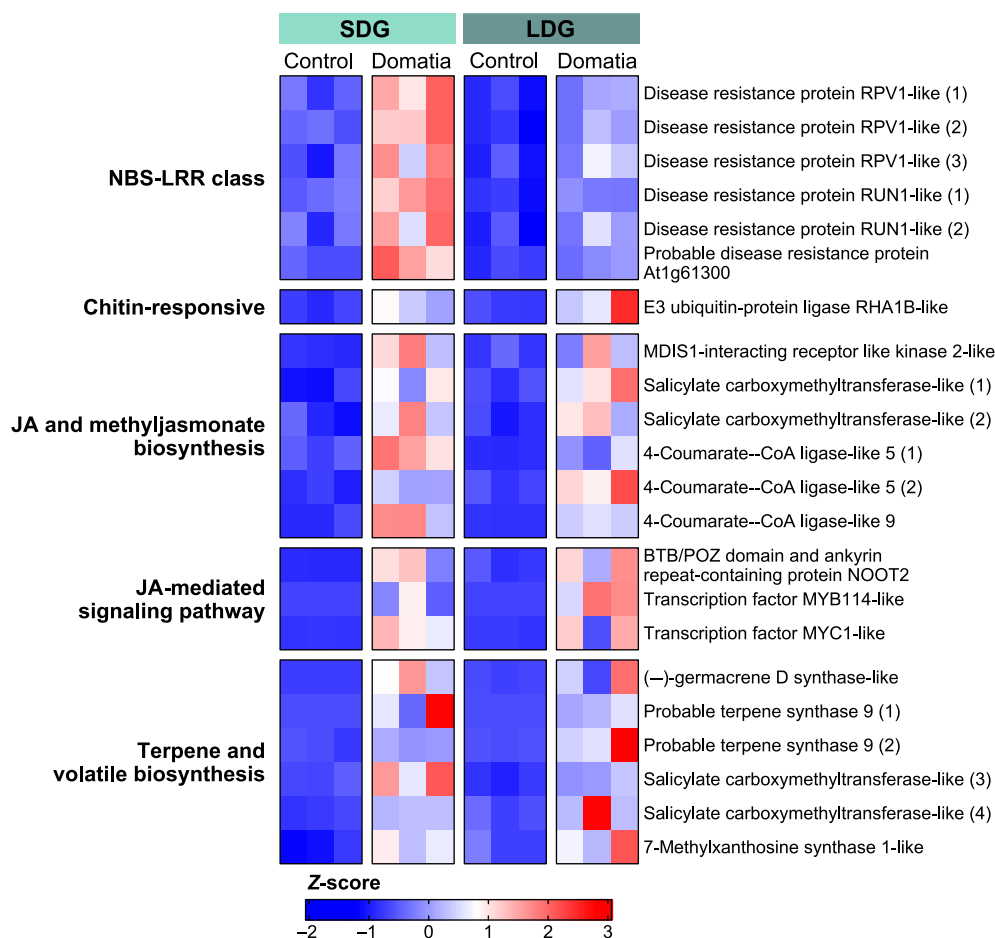 SDG LDG
Control Domatia Control Domatia
NBS-LRR class
Disease resistance protein RPV1-like (1)
Disease resistance protein RPV1-like (2)
Disease resistance protein RPV1-like (3)
Disease resistance protein RUN1-like (1)
Disease resistance protein RUN1-like (2)
Probable disease resistance protein
At1g61300
Chitin-responsive
E3 ubiquitin-protein ligase RHA1B-like
JA and methyljasmonate
biosynthesis
MDIS1-interacting receptor like kinase 2-like
Salicylate carboxymethyltransferase-like (1)
Salicylate carboxymethyltransferase-like (2)
4-Coumarate--CoA ligase-like 5 (1)
4-Coumarate--CoA ligase-like 5 (2)
4-Coumarate--CoA ligase-like 9
JA-mediated
signaling pathway
BTB/POZ domain and ankyrin
repeat-containing protein NOOT2
Transcription factor MYB114-like
Transcription factor MYC1-like
Terpene and
volatile biosynthesis
(—)-germacrene D synthase-like
Probable terpene synthase 9 (1)
Probable terpene synthase 9 (2)
Salicylate carboxymethyltransferase-like (3)
Salicylate carboxymethyltransferase-like (4)
7-Methylxanthosine synthase 1-like
Z-score
–2 –1 0 1 2 3